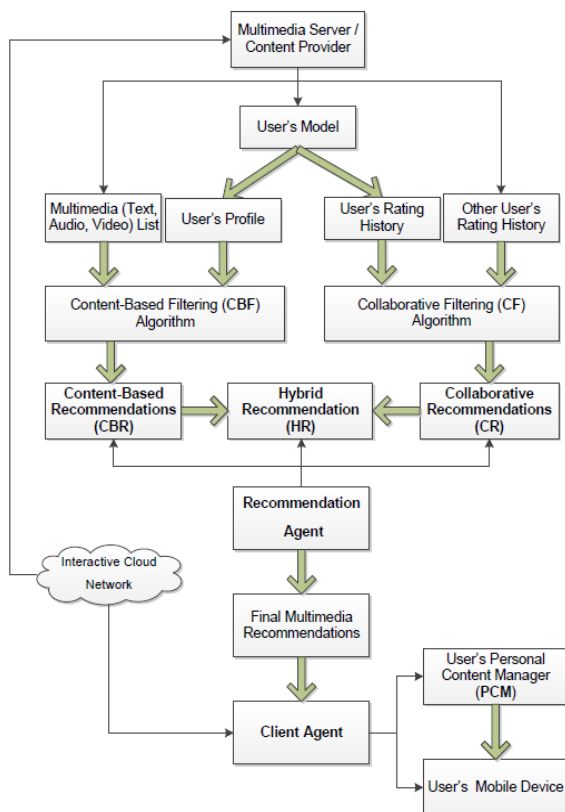 Multimedia Server /
Content Provider
User's Model
Multimedia (Text,
Audio, Video) List
User's Profile
User's Rating
History
Other User's
Rating History
Content-Based Filtering (CBF)
Algorithm
Collaborative Filtering (CF)
Algorithm
Content-Based
Recommendations
(CBR)
Hybrid
Recommendation
(HR)
Collaborative
Recommendations
(CR)
Recommendation
Agent
Interactive Cloud
Network
Final Multimedia
Recommendations
User's Personal
Content Manager
(PCM)
Client Agent
User's Mobile Device